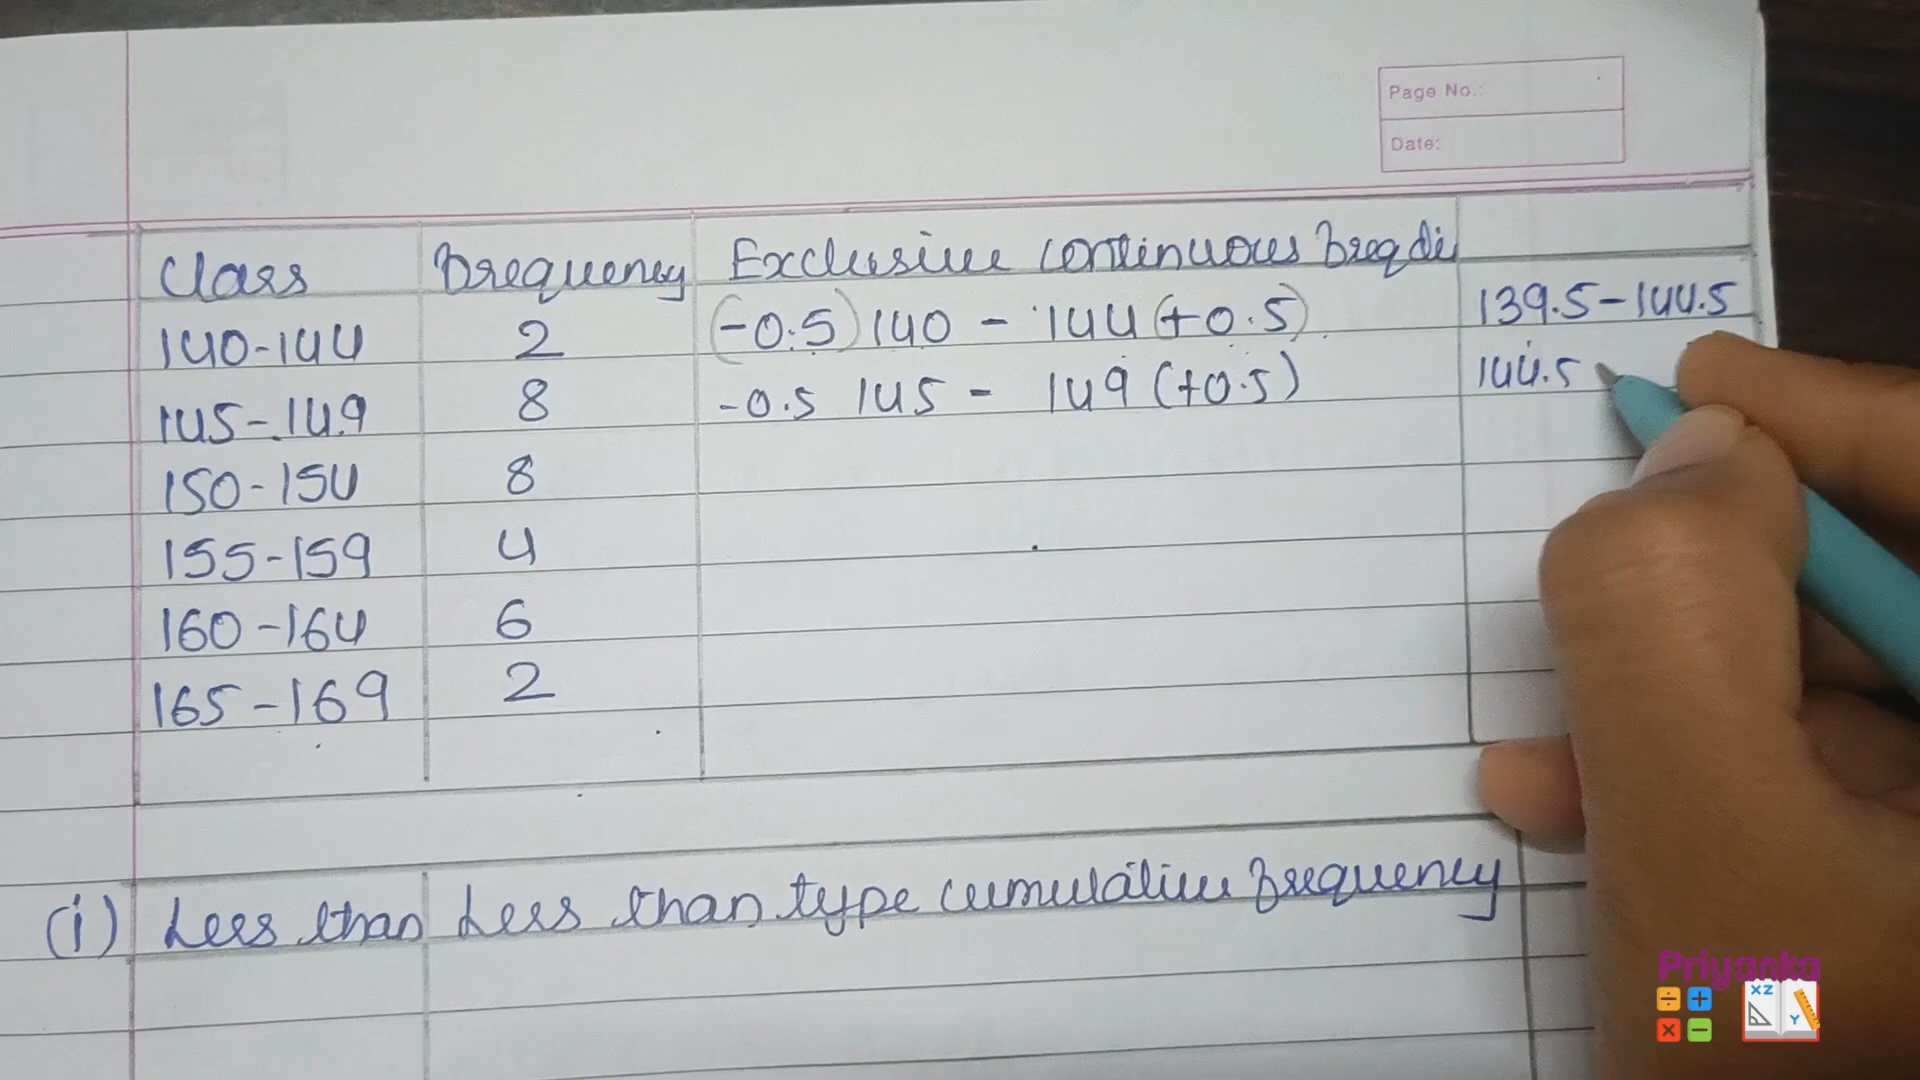 Page No.:
Date:
Class Frequency Exclusive continuous Freq di
140-144 2 (-0.5) 140 - 144 (+0.5) 139.5-144.5
145-149 8 -0.5 145 - 149 (+0.5) 144.5
150-154 8
155-159 4
160-164 6
165-169 2
(i) Less than Less than type cumulative frequency
Priyanka
XZ
Y